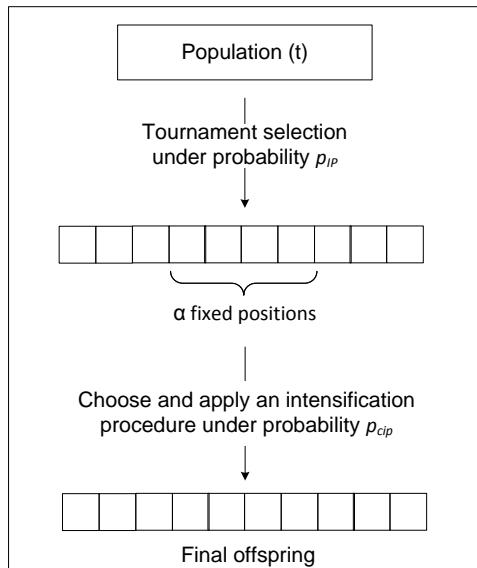 Population (t)
Tournament selection
under probability p_IP
α fixed positions
Choose and apply an intensification
procedure under probability p_cip
Final offspring